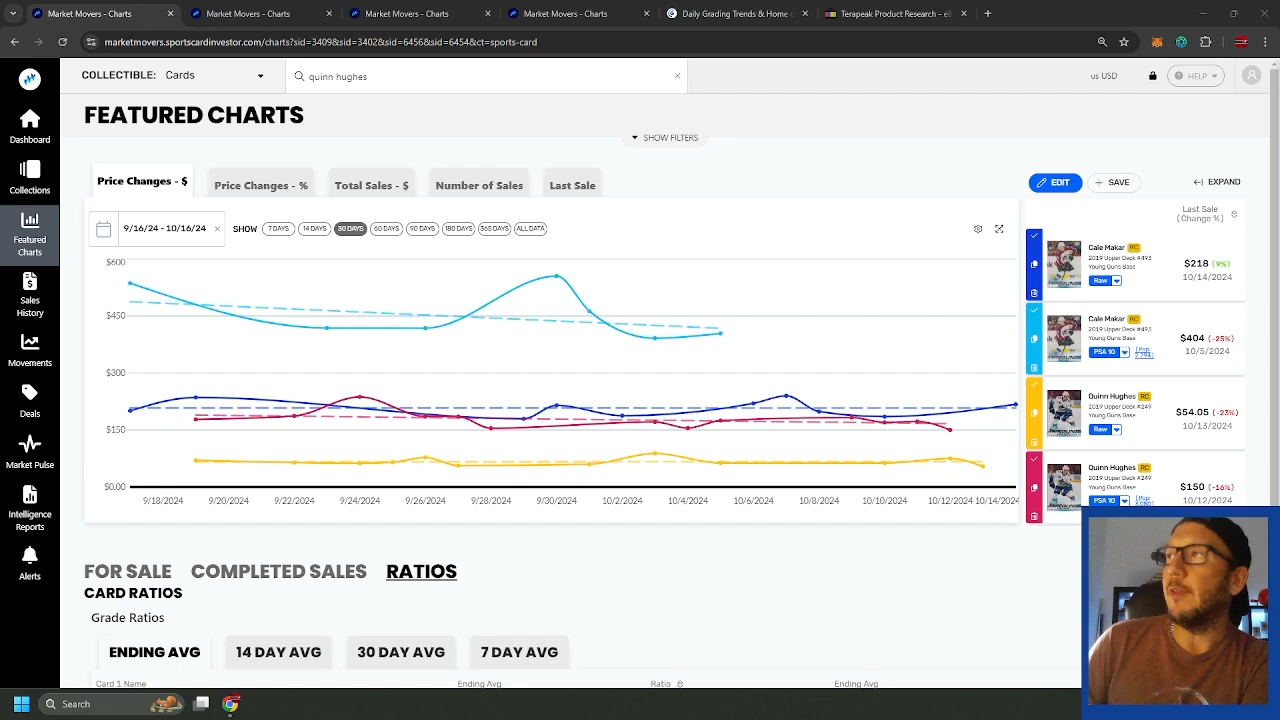 Market Movers - Charts
Market Movers - Charts
Market Movers - Charts
Market Movers - Charts
Daily Grading Trends & Home
Terapeak Product Research - eB
marketmovers.sportscardinvestor.com/charts?sid=3409&sid=3402&sid=6456&sid=6454&ct=sports-card
COLLECTIBLE: Cards
quinn hughes
us USD
HELP
FEATURED CHARTS
SHOW FILTERS
Dashboard
Collections
Featured Charts
Sales History
Movements
Deals
Market Pulse
Intelligence Reports
Alerts
Price Changes - $
Price Changes - %
Total Sales - $
Number of Sales
Last Sale
EDIT
SAVE
EXPAND
9/16/24 - 10/16/24
SHOW
7 DAYS
14 DAYS
30 DAYS
60 DAYS
90 DAYS
180 DAYS
365 DAYS
ALL DATA
Last Sale
(Change %)
$600
$450
$300
$150
$0.00
9/18/2024
9/20/2024
9/22/2024
9/24/2024
9/26/2024
9/28/2024
9/30/2024
10/2/2024
10/4/2024
10/6/2024
10/8/2024
10/10/2024
10/12/2024
10/14/2024
Cale Makar RC
2019 Upper Deck #493
Young Guns Base
Raw
$218 (9%)
10/14/2024
Cale Makar RC
2019 Upper Deck #493
Young Guns Base
PSA 10
$404 (-25%)
10/5/2024
Quinn Hughes RC
2019 Upper Deck #249
Young Guns Base
Raw
$54.05 (-23%)
10/13/2024
Quinn Hughes RC
2019 Upper Deck #249
Young Guns Base
PSA 10
$150 (-16%)
10/12/2024
FOR SALE
COMPLETED SALES
RATIOS
CARD RATIOS
Grade Ratios
ENDING AVG
14 DAY AVG
30 DAY AVG
7 DAY AVG
Card 1 Name
Ending Avg
Ratio
Ending Avg
Search